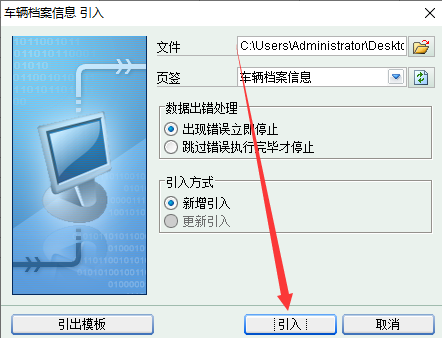 车辆档案信息 引入
文件 C:\Users\Administrator\Deskto
页签 车辆档案信息
数据出错处理
出现错误立即停止
跳过错误执行完毕才停止
引入方式
新增引入
更新引入
引出模板 引入 取消